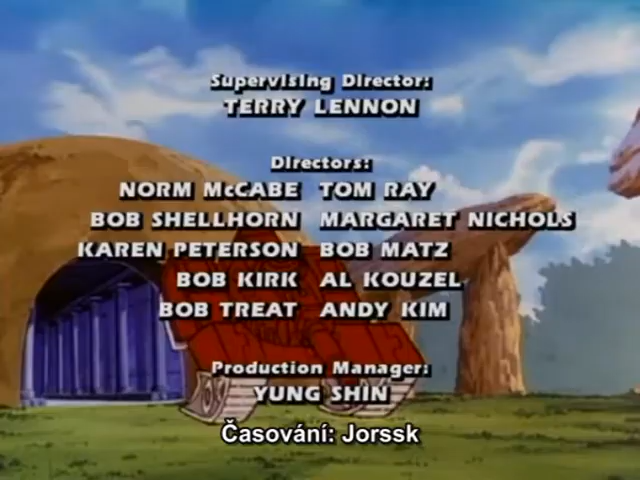 Supervising Director:
TERRY LENNON
Directors:
NORM McCABE TOM RAY
BOB SHELLHORN MARGARET NICHOLS
KAREN PETERSON BOB MATZ
BOB KIRK AL KOUZEL
BOB TREAT ANDY KIM
Production Manager:
YUNG SHIN
Časování: Jorssk